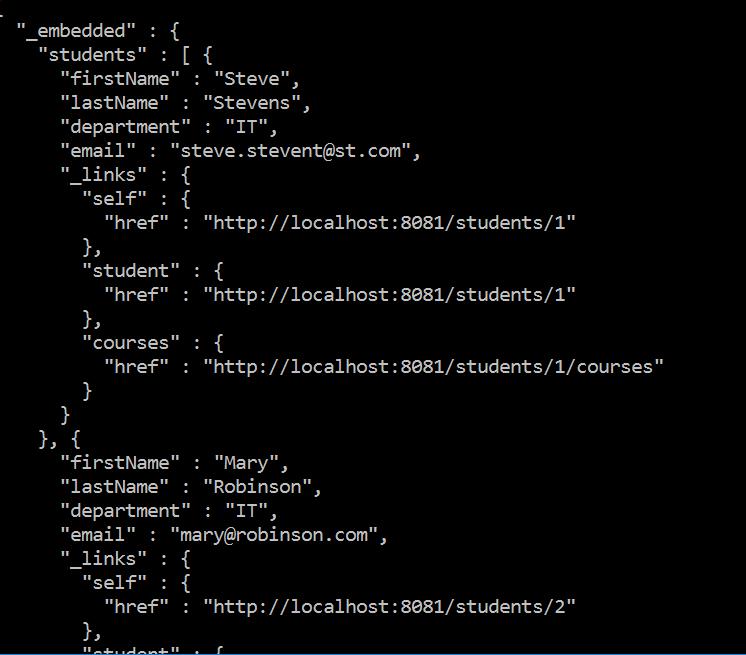 "_embedded" : {
"students" : [ {
"firstName" : "Steve",
"lastName" : "Stevens",
"department" : "IT",
"email" : "steve.stevent@st.com",
"_links" : {
"self" : {
"href" : "http://localhost:8081/students/1"
},
"student" : {
"href" : "http://localhost:8081/students/1"
},
"courses" : {
"href" : "http://localhost:8081/students/1/courses"
}
}
}, {
"firstName" : "Mary",
"lastName" : "Robinson",
"department" : "IT",
"email" : "mary@robinson.com",
"_links" : {
"self" : {
"href" : "http://localhost:8081/students/2"
},
"student" : {